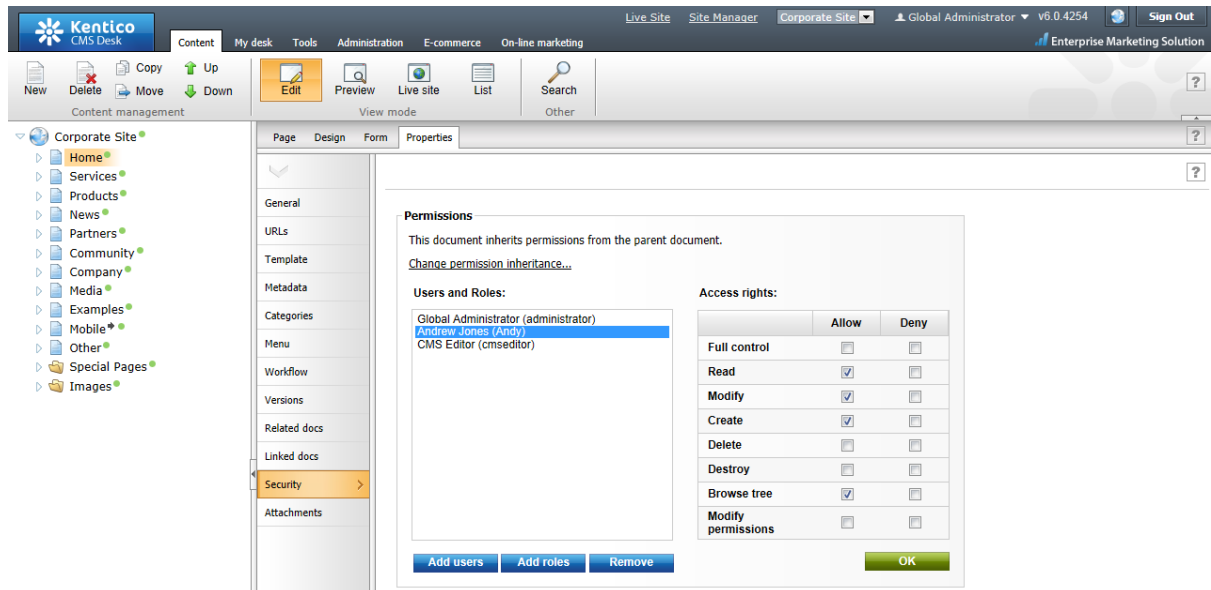 Kentico
CMS Desk
Live Site Site Manager Corporate Site Global Administrator v6.0.4254 Sign Out
Content My desk Tools Administration E-commerce On-line marketing
Enterprise Marketing Solution
New Delete Copy Move Up Down
Content management
Edit Preview Live site List
View mode
Search
Other
?
Corporate Site
Home
Services
Products
News
Partners
Community
Company
Media
Examples
Mobile
Other
Special Pages
Images
Page Design Form Properties
?
?
General
URLs
Template
Metadata
Categories
Menu
Workflow
Versions
Related docs
Linked docs
Security >
Attachments
Permissions
This document inherits permissions from the parent document.
Change permission inheritance...
Users and Roles:
Global Administrator (administrator)
Andrew Jones (Andy)
CMS Editor (cmseditor)
Add users Add roles Remove
Access rights:
Allow Deny
Full control
Read
Modify
Create
Delete
Destroy
Browse tree
Modify
permissions
OK